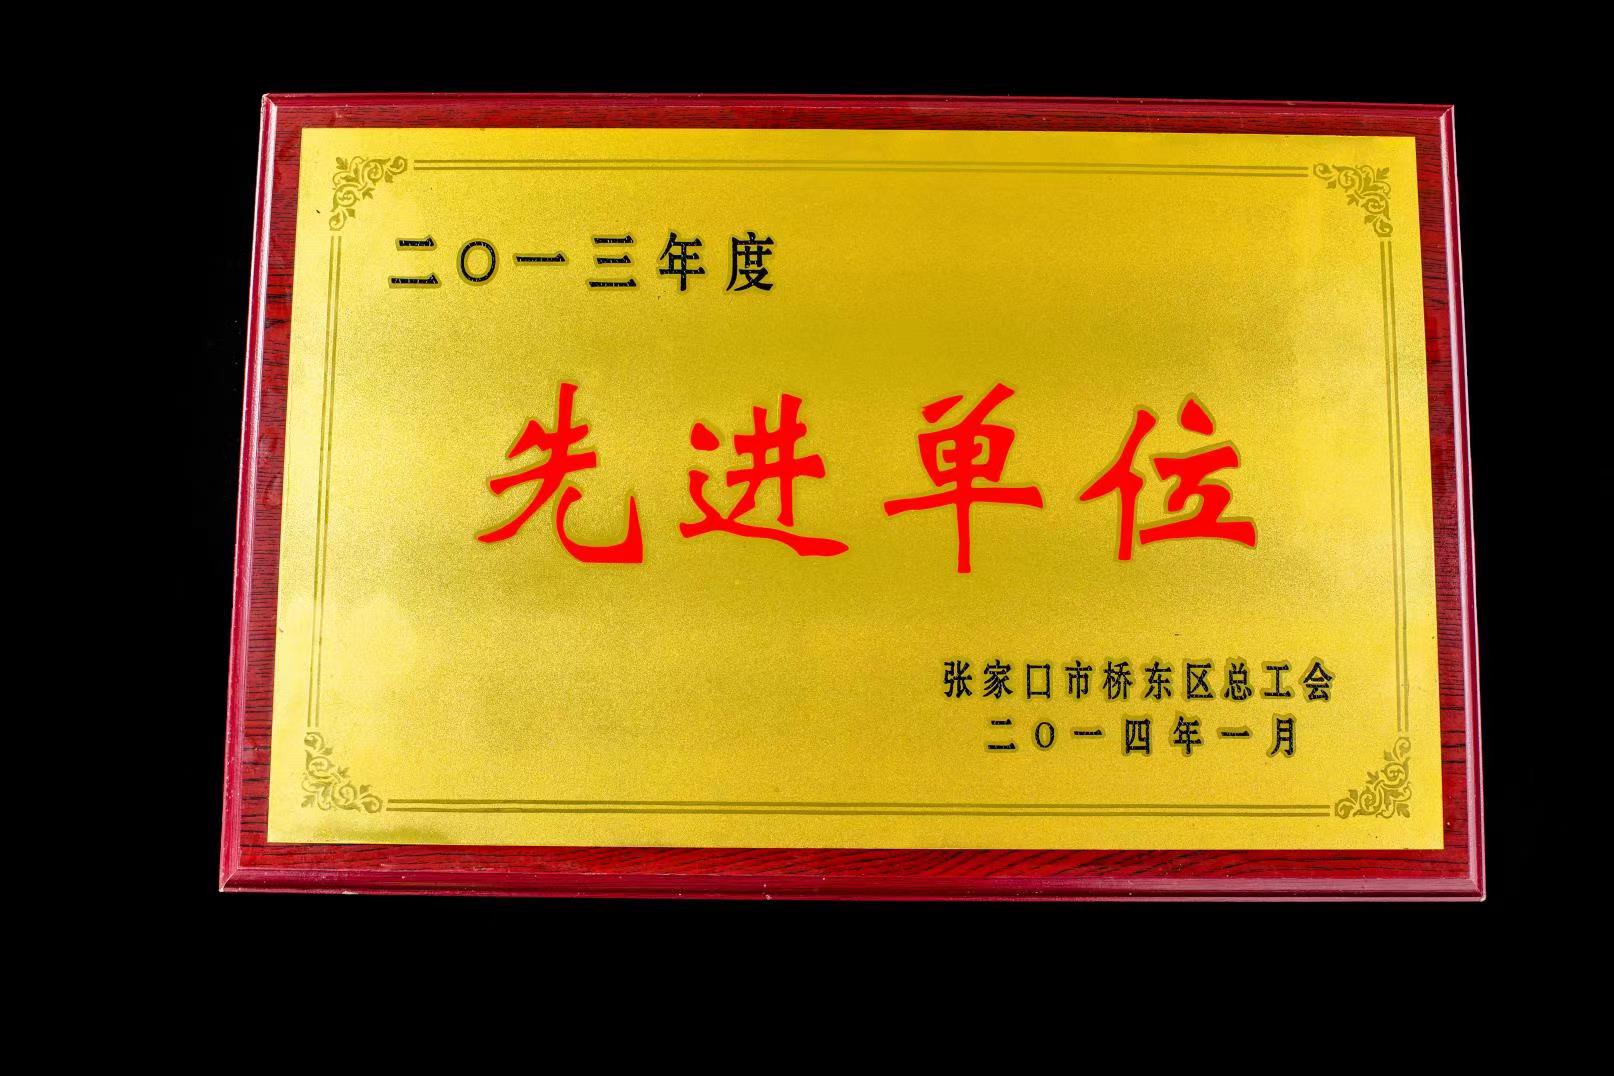 二〇一三年度
先进单位
张家口市桥东区总工会
二〇一四年一月